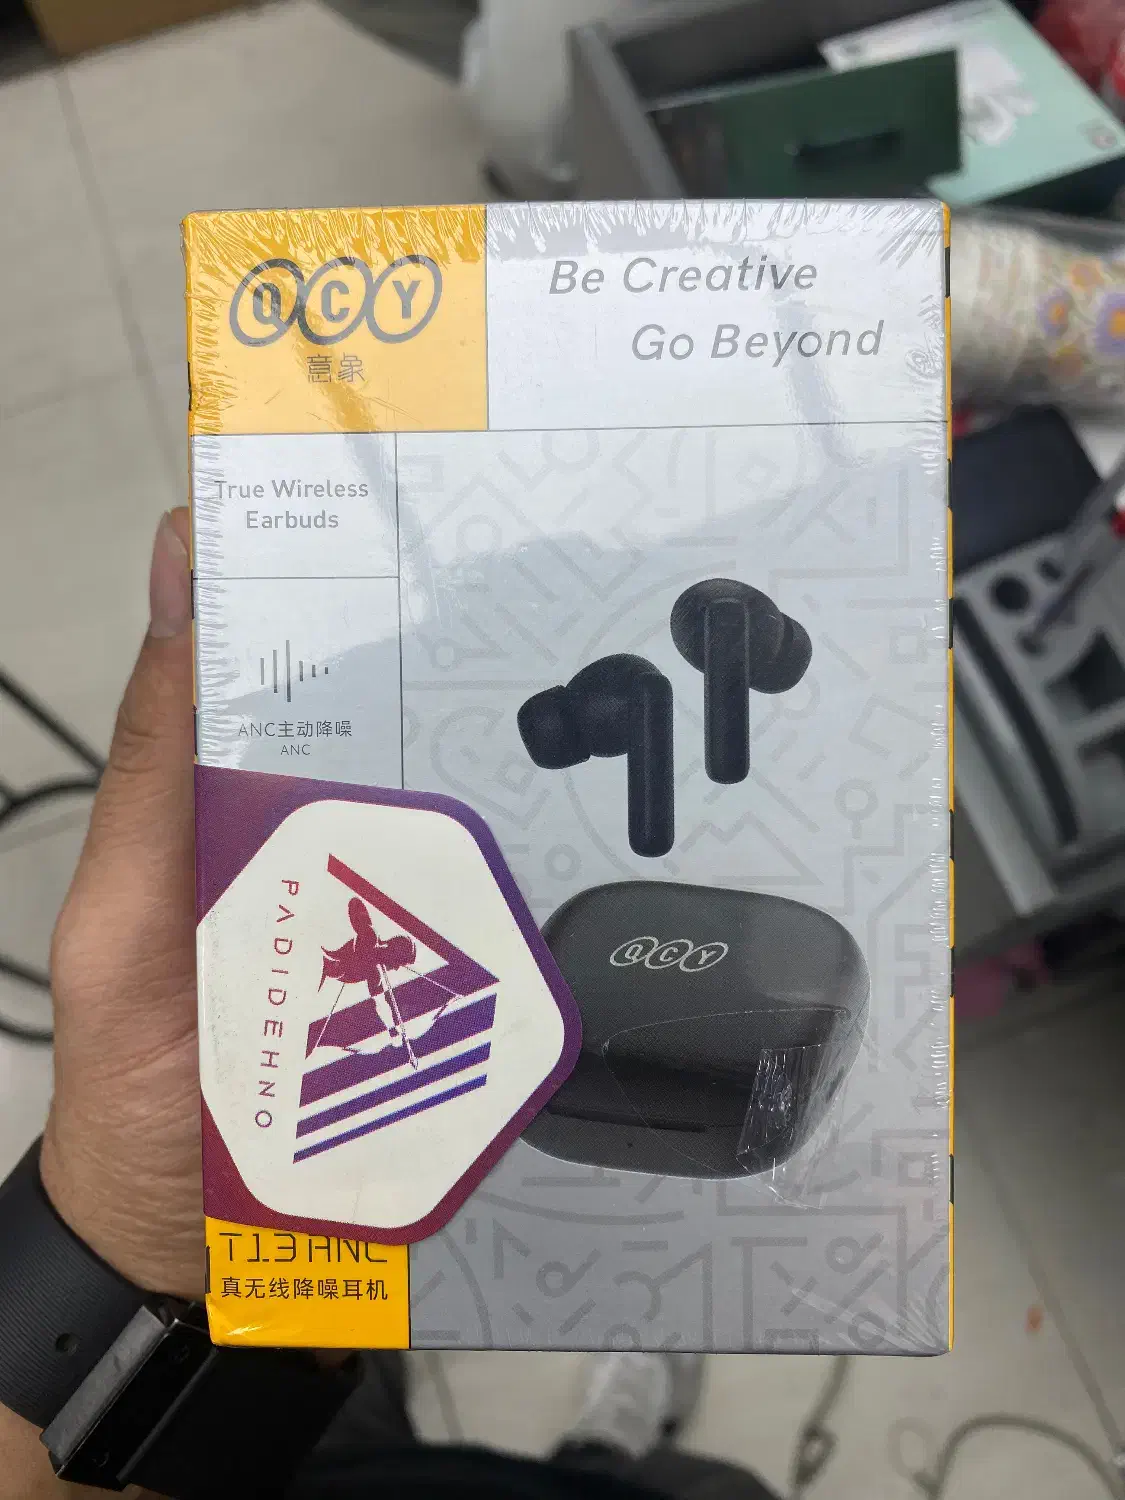 QCY
意象
Be Creative
Go Beyond
True Wireless
Earbuds
ANC主动降噪
ANC
PADIDEHNO
QCY
T13 ANC
真无线降噪耳机